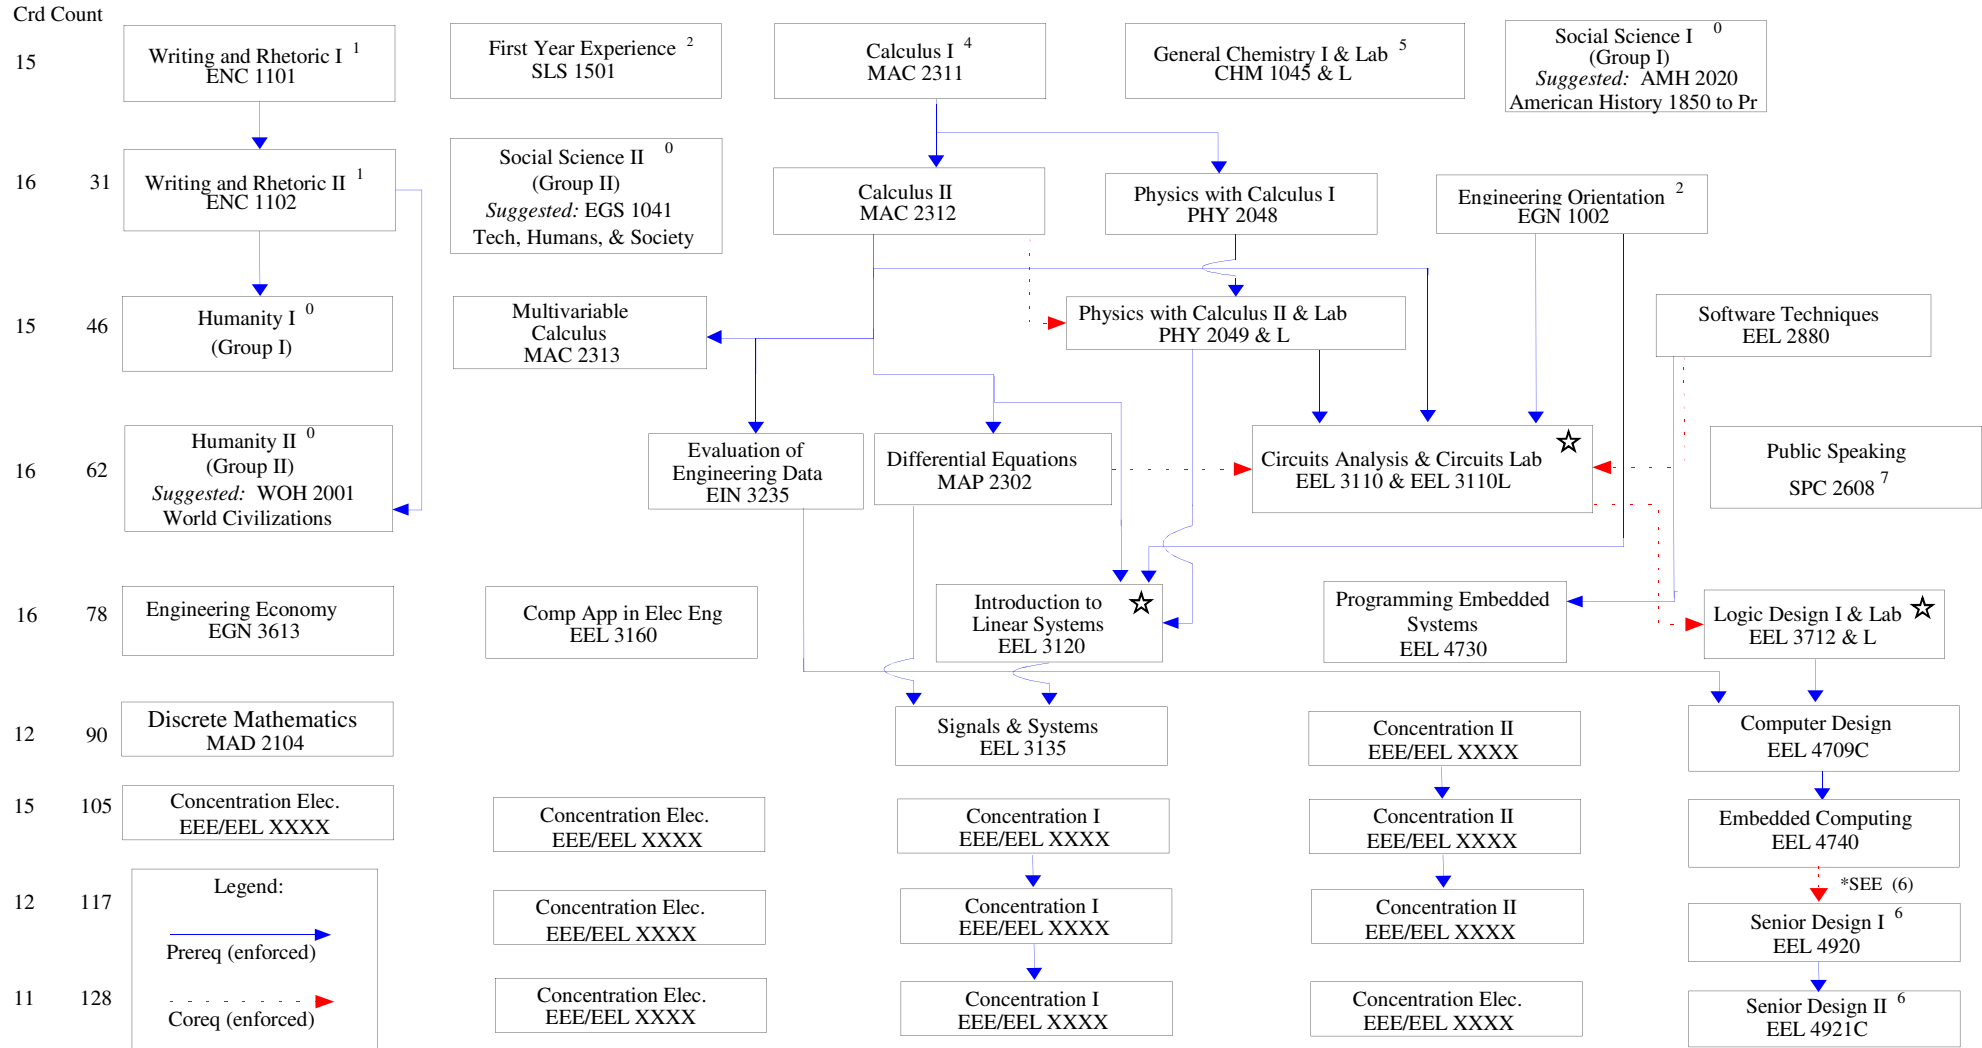 Crd Count
15
Writing and Rhetoric I 1
ENC 1101
First Year Experience 2
SLS 1501
Calculus I 4
MAC 2311
General Chemistry I & Lab 5
CHM 1045 & L
Social Science I 0
(Group I)
Suggested: AMH 2020
American History 1850 to Pr
16 31
Writing and Rhetoric II 1
ENC 1102
Social Science II 0
(Group II)
Suggested: EGS 1041
Tech, Humans, & Society
Calculus II
MAC 2312
Physics with Calculus I
PHY 2048
Engineering Orientation 2
EGN 1002
15 46
Humanity I 0
(Group I)
Multivariable
Calculus
MAC 2313
Physics with Calculus II & Lab
PHY 2049 & L
Software Techniques
EEL 2880
16 62
Humanity II 0
(Group II)
Suggested: WOH 2001
World Civilizations
Evaluation of
Engineering Data
EIN 3235
Differential Equations
MAP 2302
Circuits Analysis & Circuits Lab
EEL 3110 & EEL 3110L
Public Speaking
SPC 2608 7
16 78
Engineering Economy
EGN 3613
Comp App in Elec Eng
EEL 3160
Introduction to
Linear Systems
EEL 3120
Programming Embedded
Systems
EEL 4730
Logic Design I & Lab
EEL 3712 & L
12 90
Discrete Mathematics
MAD 2104
Signals & Systems
EEL 3135
Concentration II
EEE/EEL XXXX
Computer Design
EEL 4709C
15 105
Concentration Elec.
EEE/EEL XXXX
Concentration Elec.
EEE/EEL XXXX
Concentration I
EEE/EEL XXXX
Concentration II
EEE/EEL XXXX
Embedded Computing
EEL 4740
*SEE (6)
12 117
Legend:
Prereq (enforced)
Coreq (enforced)
Concentration Elec.
EEE/EEL XXXX
Concentration I
EEE/EEL XXXX
Concentration II
EEE/EEL XXXX
Senior Design I 6
EEL 4920
11 128
Concentration Elec.
EEE/EEL XXXX
Concentration I
EEE/EEL XXXX
Concentration Elec.
EEE/EEL XXXX
Senior Design II 6
EEL 4921C